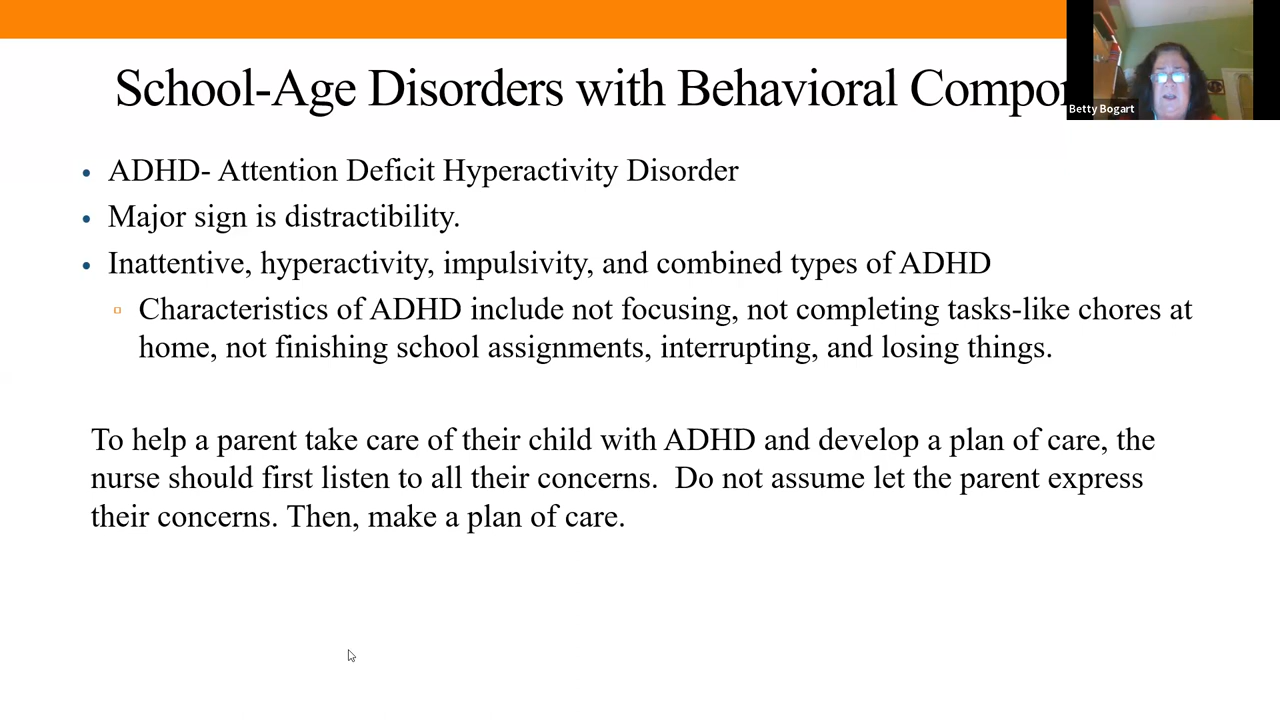 School-Age Disorders with Behavioral
Betty Bogart
• ADHD- Attention Deficit Hyperactivity Disorder
• Major sign is distractibility.
• Inattentive, hyperactivity, impulsivity, and combined types of ADHD
▫ Characteristics of ADHD include not focusing, not completing tasks-like chores at
home, not finishing school assignments, interrupting, and losing things.
To help a parent take care of their child with ADHD and develop a plan of care, the
nurse should first listen to all their concerns.  Do not assume let the parent express
their concerns. Then, make a plan of care.